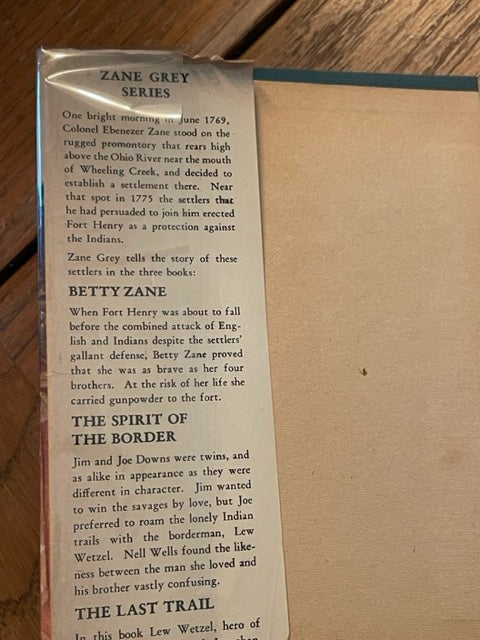 ZANE GREY
SERIES
One bright morning in June 1769,
Colonel Ebenezer Zane stood on the
rugged promontory that rears high
above the Ohio River near the mouth
of Wheeling Creek, and decided to
establish a settlement there. Near
that spot in 1775 the settlers that
he had persuaded to join him erected
Fort Henry as a protection against
the Indians.
Zane Grey tells the story of these
settlers in the three books:
BETTY ZANE
When Fort Henry was about to fall
before the combined attack of Eng-
lish and Indians despite the settlers'
gallant defense, Betty Zane proved
that she was as brave as her four
brothers. At the risk of her life she
carried gunpowder to the fort.
THE SPIRIT OF
THE BORDER
Jim and Joe Downs were twins, and
as alike in appearance as they were
different in character. Jim wanted
to win the savages by love, but Joe
preferred to roam the lonely Indian
trails with the borderman, Lew
Wetzel. Nell Wells found the like-
ness between the man she loved and
his brother vastly confusing.
THE LAST TRAIL
In this book Lew Wetzel, hero of